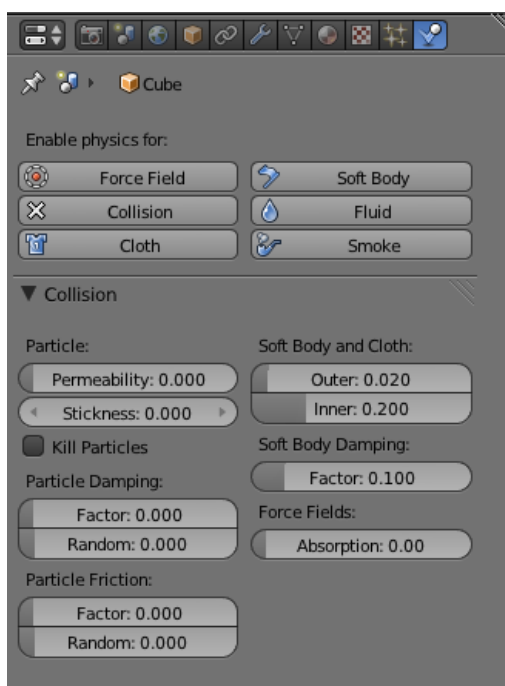 Cube
Enable physics for:
Force Field
Soft Body
Collision
Fluid
Cloth
Smoke
Collision
Particle:
Permeability: 0.000
Stickness: 0.000
Kill Particles
Particle Damping:
Factor: 0.000
Random: 0.000
Particle Friction:
Factor: 0.000
Random: 0.000
Soft Body and Cloth:
Outer: 0.020
Inner: 0.200
Soft Body Damping:
Factor: 0.100
Force Fields:
Absorption: 0.00